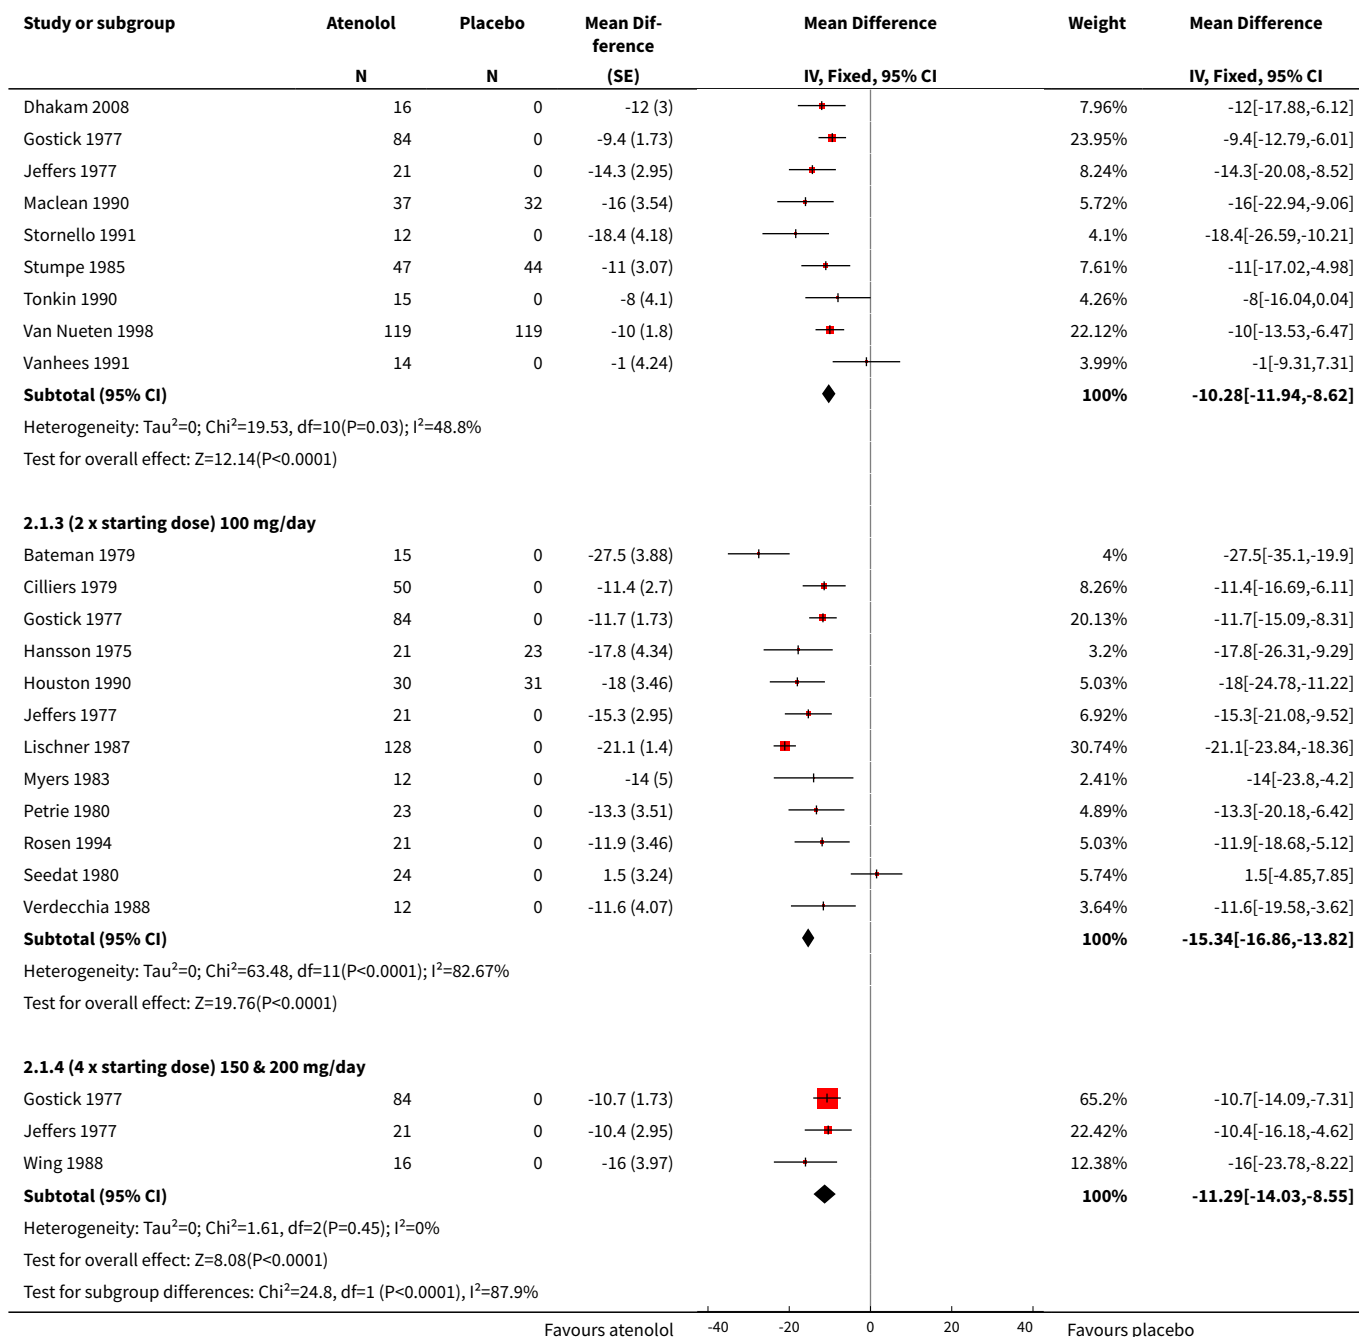 Study or subgroup Atenolol Placebo Mean Dif- Mean Difference Weight Mean Difference
ference
N N (SE) IV, Fixed, 95% CI IV, Fixed, 95% CI
Dhakam 2008 16 0 -12 (3) 7.96% -12[-17.88,-6.12]
Gostick 1977 84 0 -9.4 (1.73) 23.95% -9.4[-12.79,-6.01]
Jeffers 1977 21 0 -14.3 (2.95) 8.24% -14.3[-20.08,-8.52]
Maclean 1990 37 32 -16 (3.54) 5.72% -16[-22.94,-9.06]
Stornello 1991 12 0 -18.4 (4.18) 4.1% -18.4[-26.59,-10.21]
Stumpe 1985 47 44 -11 (3.07) 7.61% -11[-17.02,-4.98]
Tonkin 1990 15 0 -8 (4.1) 4.26% -8[-16.04,0.04]
Van Nueten 1998 119 119 -10 (1.8) 22.12% -10[-13.53,-6.47]
Vanhees 1991 14 0 -1 (4.24) 3.99% -1[-9.31,7.31]
Subtotal (95% CI) 100% -10.28[-11.94,-8.62]
Heterogeneity: Tau²=0; Chi²=19.53, df=10(P=0.03); I²=48.8%
Test for overall effect: Z=12.14(P<0.0001)
2.1.3 (2 x starting dose) 100 mg/day
Bateman 1979 15 0 -27.5 (3.88) 4% -27.5[-35.1,-19.9]
Cilliers 1979 50 0 -11.4 (2.7) 8.26% -11.4[-16.69,-6.11]
Gostick 1977 84 0 -11.7 (1.73) 20.13% -11.7[-15.09,-8.31]
Hansson 1975 21 23 -17.8 (4.34) 3.2% -17.8[-26.31,-9.29]
Houston 1990 30 31 -18 (3.46) 5.03% -18[-24.78,-11.22]
Jeffers 1977 21 0 -15.3 (2.95) 6.92% -15.3[-21.08,-9.52]
Lischner 1987 128 0 -21.1 (1.4) 30.74% -21.1[-23.84,-18.36]
Myers 1983 12 0 -14 (5) 2.41% -14[-23.8,-4.2]
Petrie 1980 23 0 -13.3 (3.51) 4.89% -13.3[-20.18,-6.42]
Rosen 1994 21 0 -11.9 (3.46) 5.03% -11.9[-18.68,-5.12]
Seedat 1980 24 0 1.5 (3.24) 5.74% 1.5[-4.85,7.85]
Verdecchia 1988 12 0 -11.6 (4.07) 3.64% -11.6[-19.58,-3.62]
Subtotal (95% CI) 100% -15.34[-16.86,-13.82]
Heterogeneity: Tau²=0; Chi²=63.48, df=11(P<0.0001); I²=82.67%
Test for overall effect: Z=19.76(P<0.0001)
2.1.4 (4 x starting dose) 150 & 200 mg/day
Gostick 1977 84 0 -10.7 (1.73) 65.2% -10.7[-14.09,-7.31]
Jeffers 1977 21 0 -10.4 (2.95) 22.42% -10.4[-16.18,-4.62]
Wing 1988 16 0 -16 (3.97) 12.38% -16[-23.78,-8.22]
Subtotal (95% CI) 100% -11.29[-14.03,-8.55]
Heterogeneity: Tau²=0; Chi²=1.61, df=2(P=0.45); I²=0%
Test for overall effect: Z=8.08(P<0.0001)
Test for subgroup differences: Chi²=24.8, df=1 (P<0.0001), I²=87.9%
Favours atenolol -40 -20 0 20 40 Favours placebo